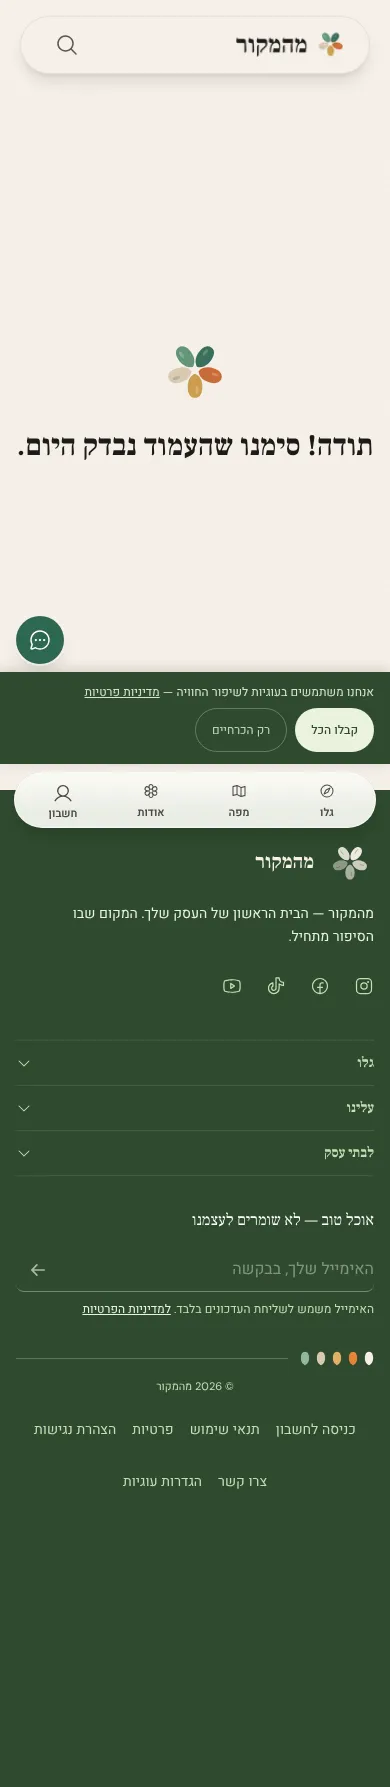 מהמקור
תודה! סימנו שהעמוד נבדק היום.
אנחנו משתמשים בעוגיות לשיפור החוויה — מדיניות פרטיות
קבלו הכל
רק הכרחיים
גלו
מפה
אודות
חשבון
מהמקור
מהמקור — הבית הראשון של העסק שלך. המקום שבו
הסיפור מתחיל.
גלו
עלינו
לבתי עסק
אוכל טוב — לא שומרים לעצמנו
האימייל שלך, בבקשה
האימייל משמש לשליחת העדכונים בלבד. למדיניות הפרטיות
© 2026 מהמקור
כניסה לחשבון
תנאי שימוש
פרטיות
הצהרת נגישות
צרו קשר
הגדרות עוגיות